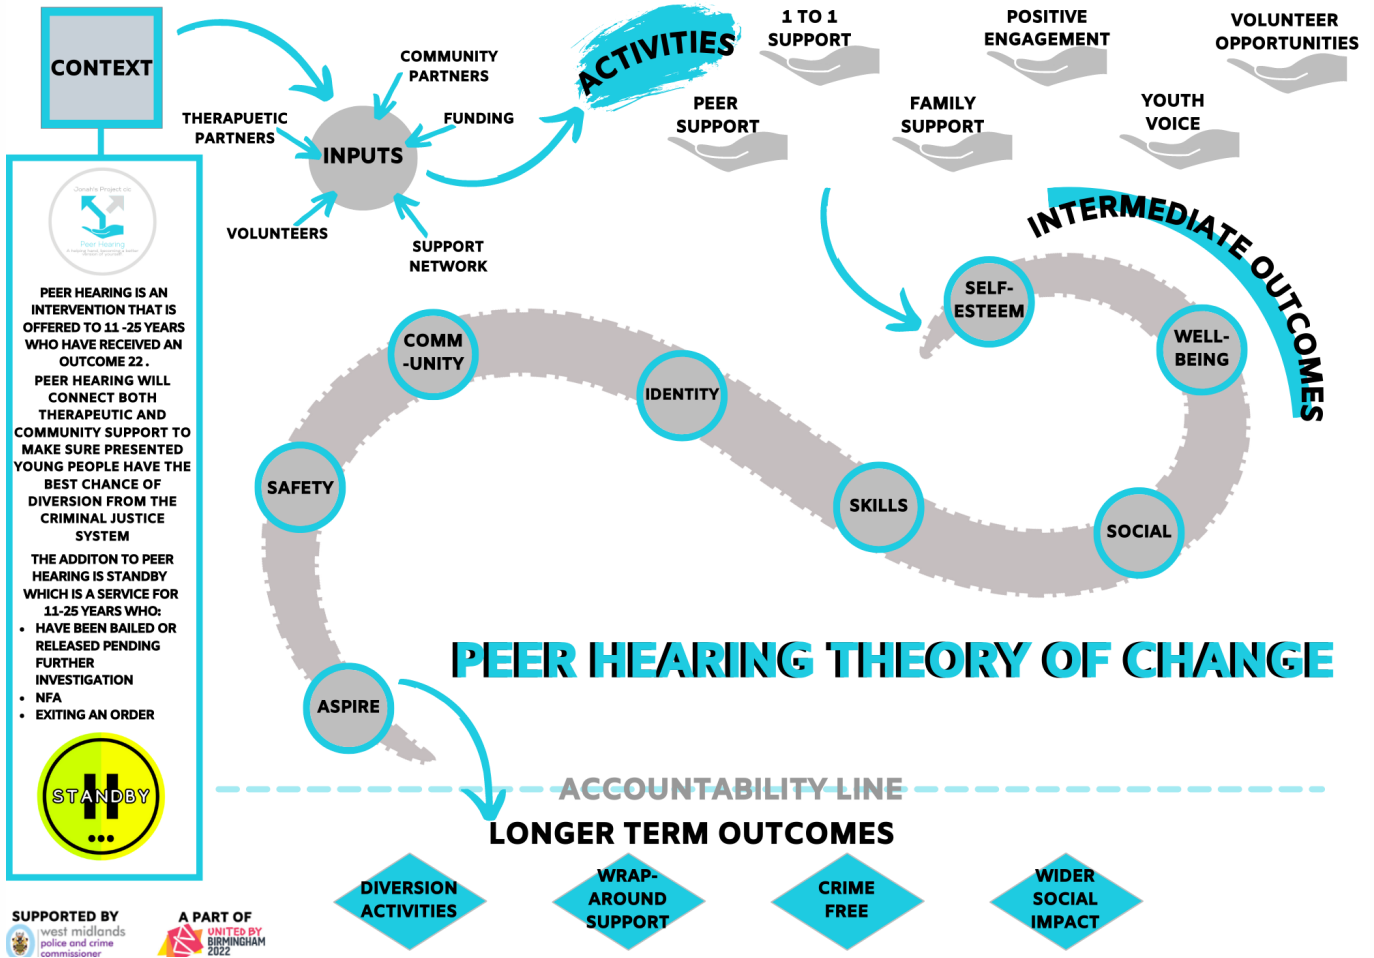 CONTEXT
Jonah's Project cic
Peer Hearing
PEER HEARING IS AN
INTERVENTION THAT IS
OFFERED TO 11 -25 YEARS
WHO HAVE RECEIVED AN
OUTCOME 22 .
PEER HEARING WILL
CONNECT BOTH
THERAPEUTIC AND
COMMUNITY SUPPORT TO
MAKE SURE PRESENTED
YOUNG PEOPLE HAVE THE
BEST CHANCE OF
DIVERSION FROM THE
CRIMINAL JUSTICE
SYSTEM
THE ADDITON TO PEER
HEARING IS STANDBY
WHICH IS A SERVICE FOR
11-25 YEARS WHO:
• HAVE BEEN BAILED OR
RELEASED PENDING
FURTHER
INVESTIGATION
• NFA
• EXITING AN ORDER
STANDBY
SUPPORTED BY
west midlands
police and crime
commissioner
A PART OF
UNITED BY
BIRMINGHAM
2022
COMMUNITY
PARTNERS
THERAPUETIC
PARTNERS
FUNDING
INPUTS
VOLUNTEERS
SUPPORT
NETWORK
ACTIVITIES
1 TO 1
SUPPORT
POSITIVE
ENGAGEMENT
VOLUNTEER
OPPORTUNITIES
PEER
SUPPORT
FAMILY
SUPPORT
YOUTH
VOICE
INTERMEDIATE OUTCOMES
SELF-
ESTEEM
WELL-
BEING
SOCIAL
SKILLS
IDENTITY
COMM
-UNITY
SAFETY
ASPIRE
PEER HEARING THEORY OF CHANGE
ACCOUNTABILITY LINE
LONGER TERM OUTCOMES
DIVERSION
ACTIVITIES
WRAP-
AROUND
SUPPORT
CRIME
FREE
WIDER
SOCIAL
IMPACT